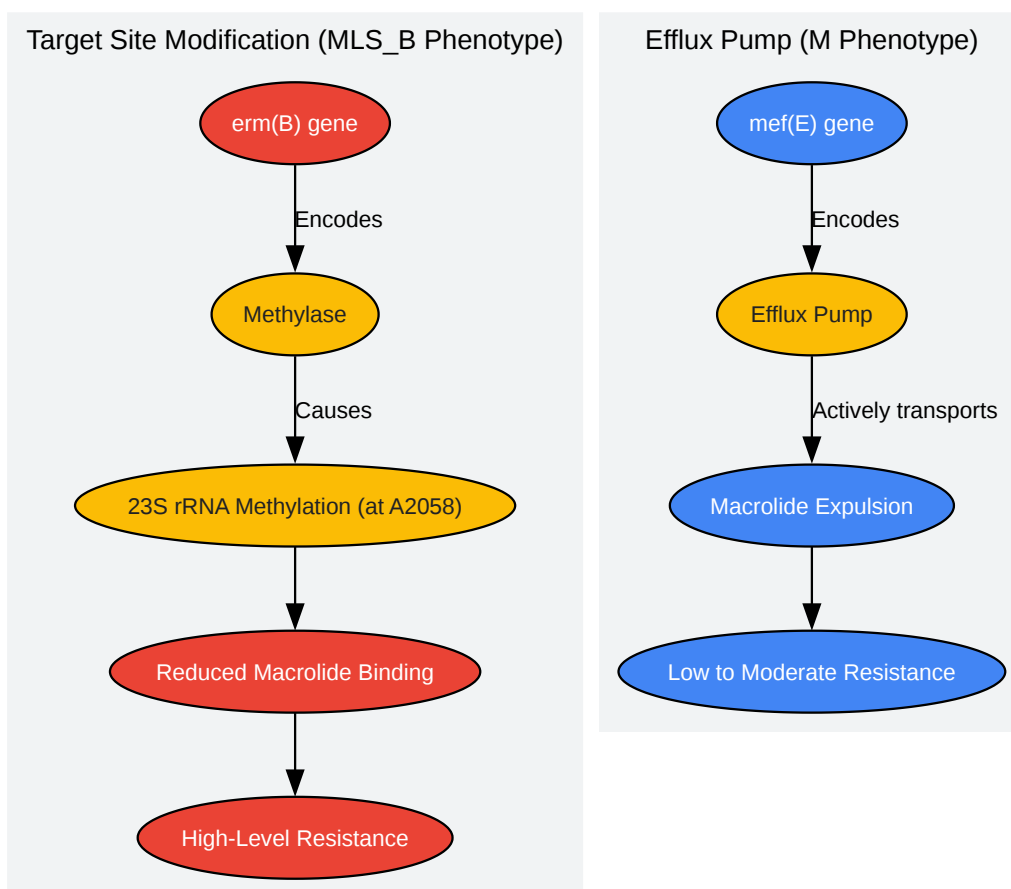 Target Site Modification (MLS_B Phenotype)
erm(B) gene
Encodes
Methylase
Causes
23S rRNA Methylation (at A2058)
Reduced Macrolide Binding
High-Level Resistance
Efflux Pump (M Phenotype)
mef(E) gene
Encodes
Efflux Pump
Actively transports
Macrolide Expulsion
Low to Moderate Resistance